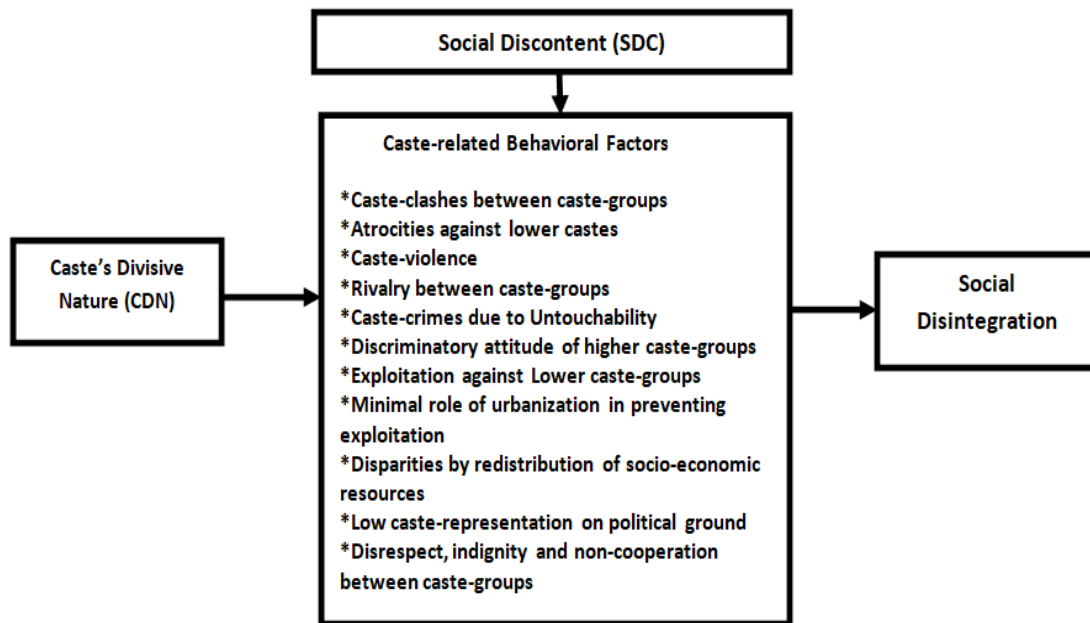 Social Discontent (SDC)
Caste-related Behavioral Factors
*Caste-clashes between caste-groups
*Atrocities against lower castes
*Caste-violence
*Rivalry between caste-groups
*Caste-crimes due to Untouchability
*Discriminatory attitude of higher caste-groups
*Exploitation against Lower caste-groups
*Minimal role of urbanization in preventing
exploitation
*Disparities by redistribution of socio-economic
resources
*Low caste-representation on political ground
*Disrespect, indignity and non-cooperation
between caste-groups
Caste's Divisive
Nature (CDN)
Social
Disintegration